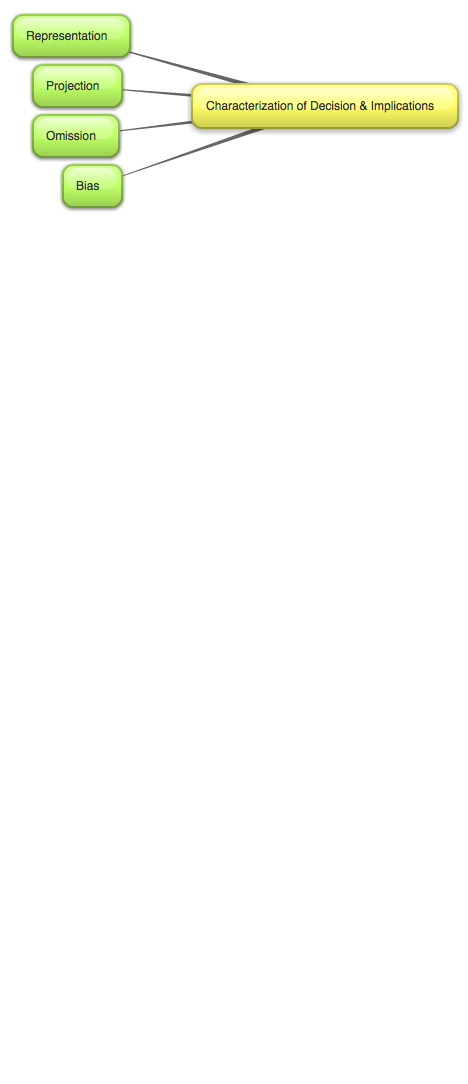 Representation
Projection
Characterization of Decision & Implications
Omission
Bias